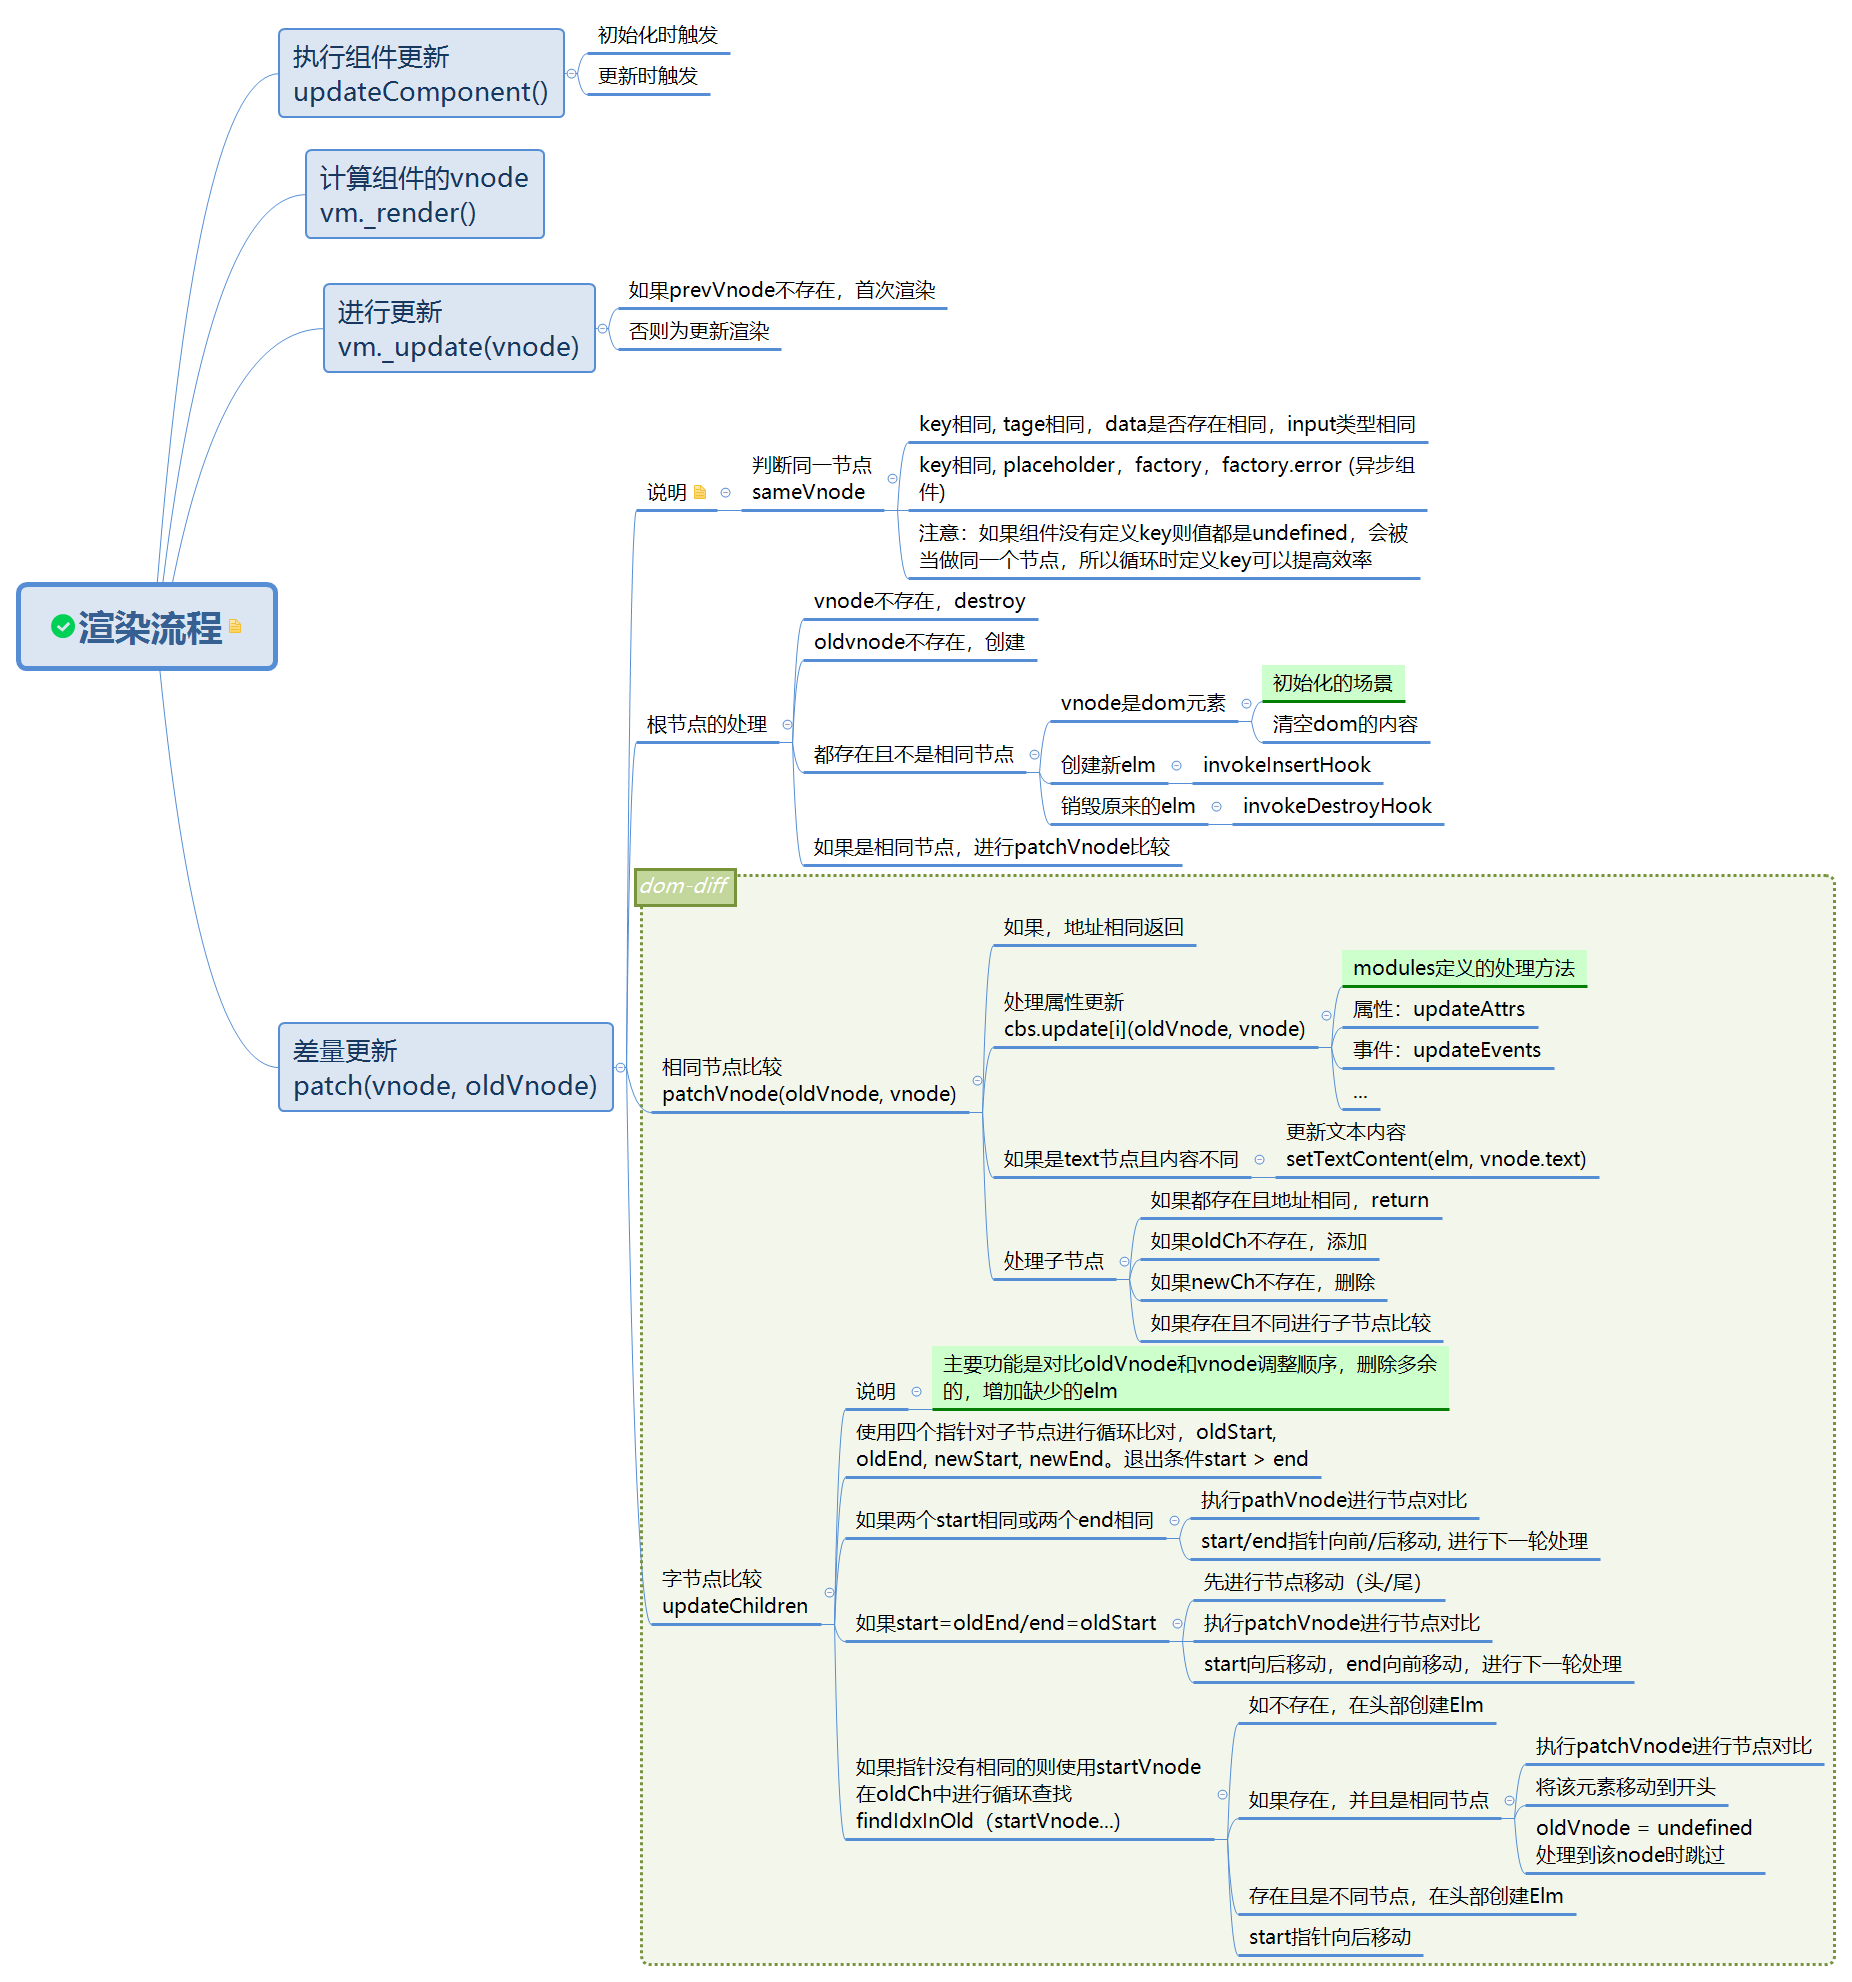 渲染流程
执行组件更新
updateComponent()
初始化时触发
更新时触发
计算组件的vnode
vm._render()
进行更新
vm._update(vnode)
如果prevVnode不存在，首次渲染
否则为更新渲染
差量更新
patch(vnode, oldVnode)
说明
判断同一节点
sameVnode
key相同, tage相同，data是否存在相同，input类型相同
key相同, placeholder，factory，factory.error (异步组
件)
注意：如果组件没有定义key则值都是undefined，会被
当做同一个节点，所以循环时定义key可以提高效率
根节点的处理
vnode不存在，destroy
oldvnode不存在，创建
都存在且不是相同节点
vnode是dom元素
初始化的场景
清空dom的内容
创建新elm
invokeInsertHook
销毁原来的elm
invokeDestroyHook
如果是相同节点，进行patchVnode比较
dom-diff
相同节点比较
patchVnode(oldVnode, vnode)
如果，地址相同返回
处理属性更新
cbs.update[i](oldVnode, vnode)
modules定义的处理方法
属性：updateAttrs
事件：updateEvents
...
如果是text节点且内容不同
更新文本内容
setTextContent(elm, vnode.text)
处理子节点
如果都存在且地址相同，return
如果oldCh不存在，添加
如果newCh不存在，删除
如果存在且不同进行子节点比较
字节点比较
updateChildren
说明
主要功能是对比oldVnode和vnode调整顺序，删除多余
的，增加缺少的elm
使用四个指针对子节点进行循环比对，oldStart,
oldEnd, newStart, newEnd。退出条件start > end
如果两个start相同或两个end相同
执行pathVnode进行节点对比
start/end指针向前/后移动, 进行下一轮处理
如果start=oldEnd/end=oldStart
先进行节点移动（头/尾）
执行patchVnode进行节点对比
start向后移动，end向前移动，进行下一轮处理
如果指针没有相同的则使用startVnode
在oldCh中进行循环查找
findIdxInOld（startVnode...)
如不存在，在头部创建Elm
如果存在，并且是相同节点
执行patchVnode进行节点对比
将该元素移动到开头
oldVnode = undefined
处理到该node时跳过
存在且是不同节点，在头部创建Elm
start指针向后移动